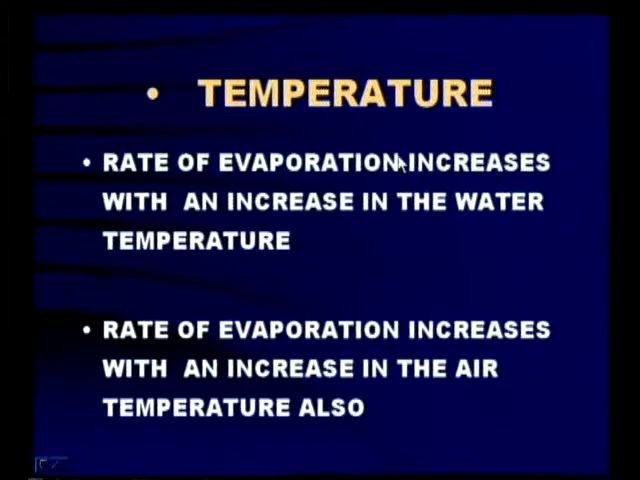 • TEMPERATURE
• RATE OF EVAPORATION INCREASES
WITH AN INCREASE IN THE WATER
TEMPERATURE
• RATE OF EVAPORATION INCREASES
WITH AN INCREASE IN THE AIR
TEMPERATURE ALSO